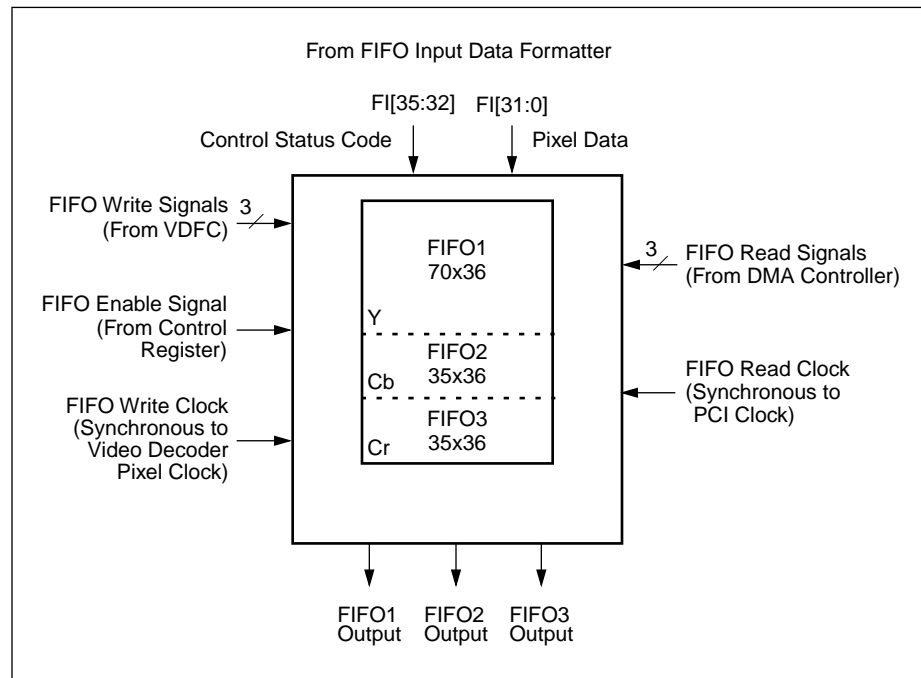 From FIFO Input Data Formatter
FI[35:32]
FI[31:0]
Control Status Code
Pixel Data
FIFO Write Signals
(From VDFC)
3
FIFO Enable Signal
(From Control
Register)
FIFO Write Clock
(Synchronous to
Video Decoder
Pixel Clock)
FIFO1
70x36
Y
FIFO2
35x36
Cb
FIFO3
35x36
Cr
3
FIFO Read Signals
(From DMA Controller)
FIFO Read Clock
(Synchronous to
PCI Clock)
FIFO1
Output
FIFO2
Output
FIFO3
Output